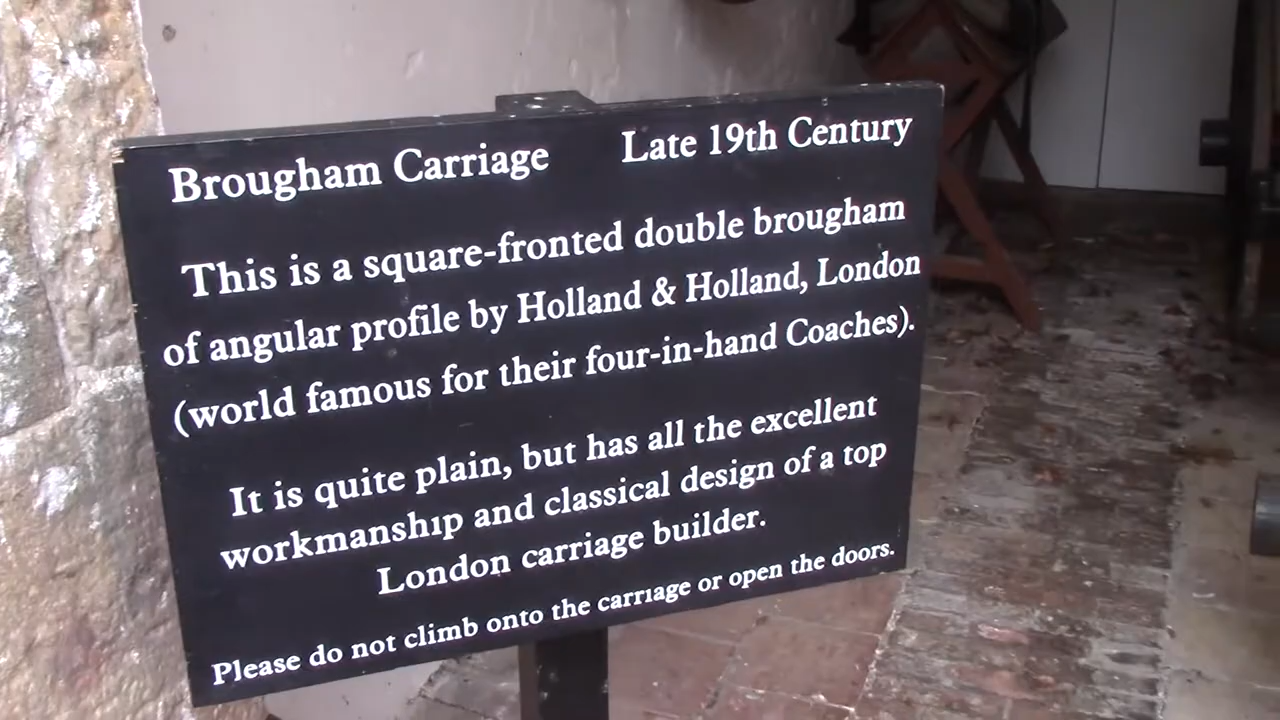 Brougham Carriage Late 19th Century
This is a square-fronted double brougham
of angular profile by Holland & Holland, London
(world famous for their four-in-hand Coaches).
It is quite plain, but has all the excellent
workmanship and classical design of a top
London carriage builder.
Please do not climb onto the carriage or open the doors.